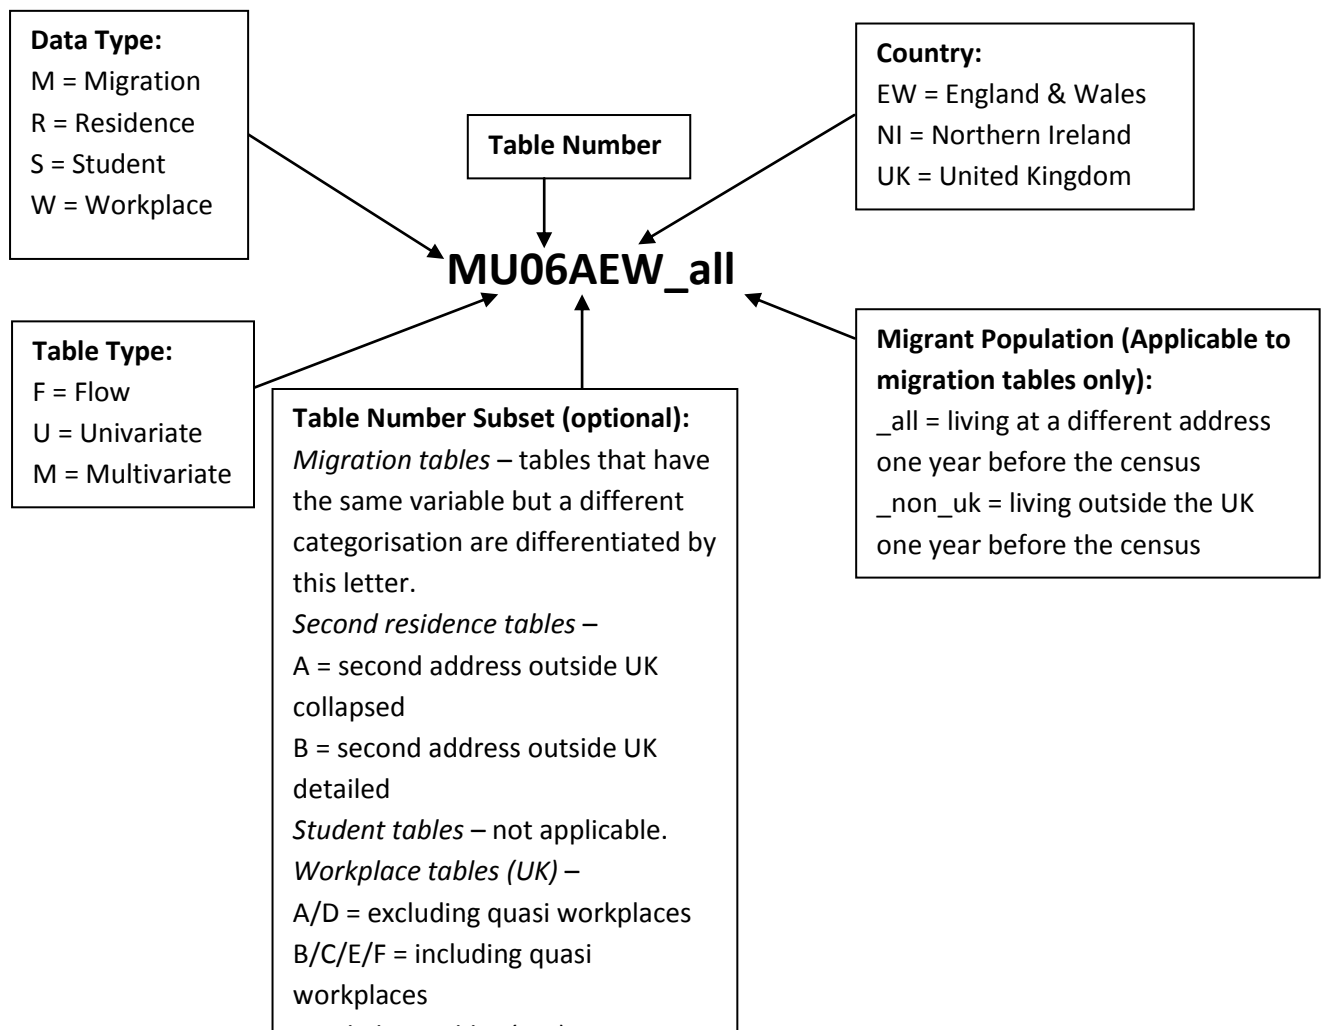 Data Type:
M = Migration
R = Residence
S = Student
W = Workplace
Table Number
Country:
EW = England & Wales
NI = Northern Ireland
UK = United Kingdom
MU06AEW_all
Table Type:
F = Flow
U = Univariate
M = Multivariate
Table Number Subset (optional):
Migration tables – tables that have
the same variable but a different
categorisation are differentiated by
this letter.
Second residence tables –
A = second address outside UK
collapsed
B = second address outside UK
detailed
Student tables – not applicable.
Workplace tables (UK) –
A/D = excluding quasi workplaces
B/C/E/F = including quasi
workplaces
Migrant Population (Applicable to
migration tables only):
_all = living at a different address
one year before the census
_non_uk = living outside the UK
one year before the census